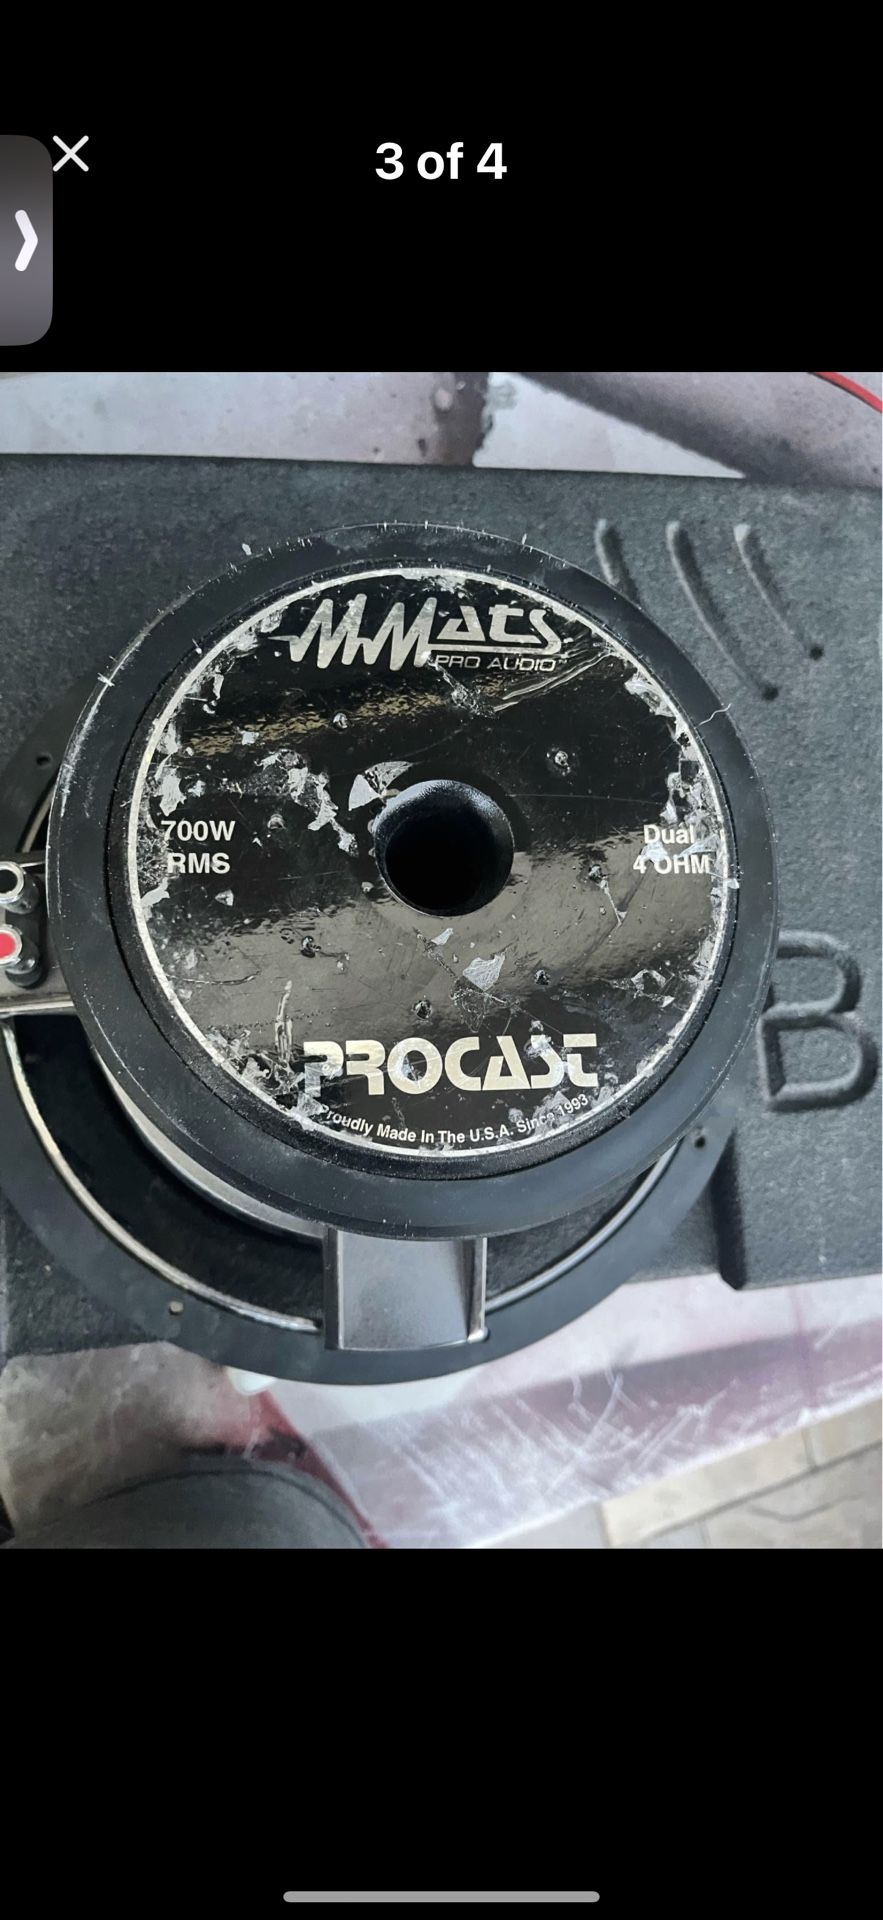 3 of 4
MMATS
PRO AUDIO
700W
RMS
Dual
4 OHM
PROCAST
Proudly Made In The U.S.A. Since 1993
B